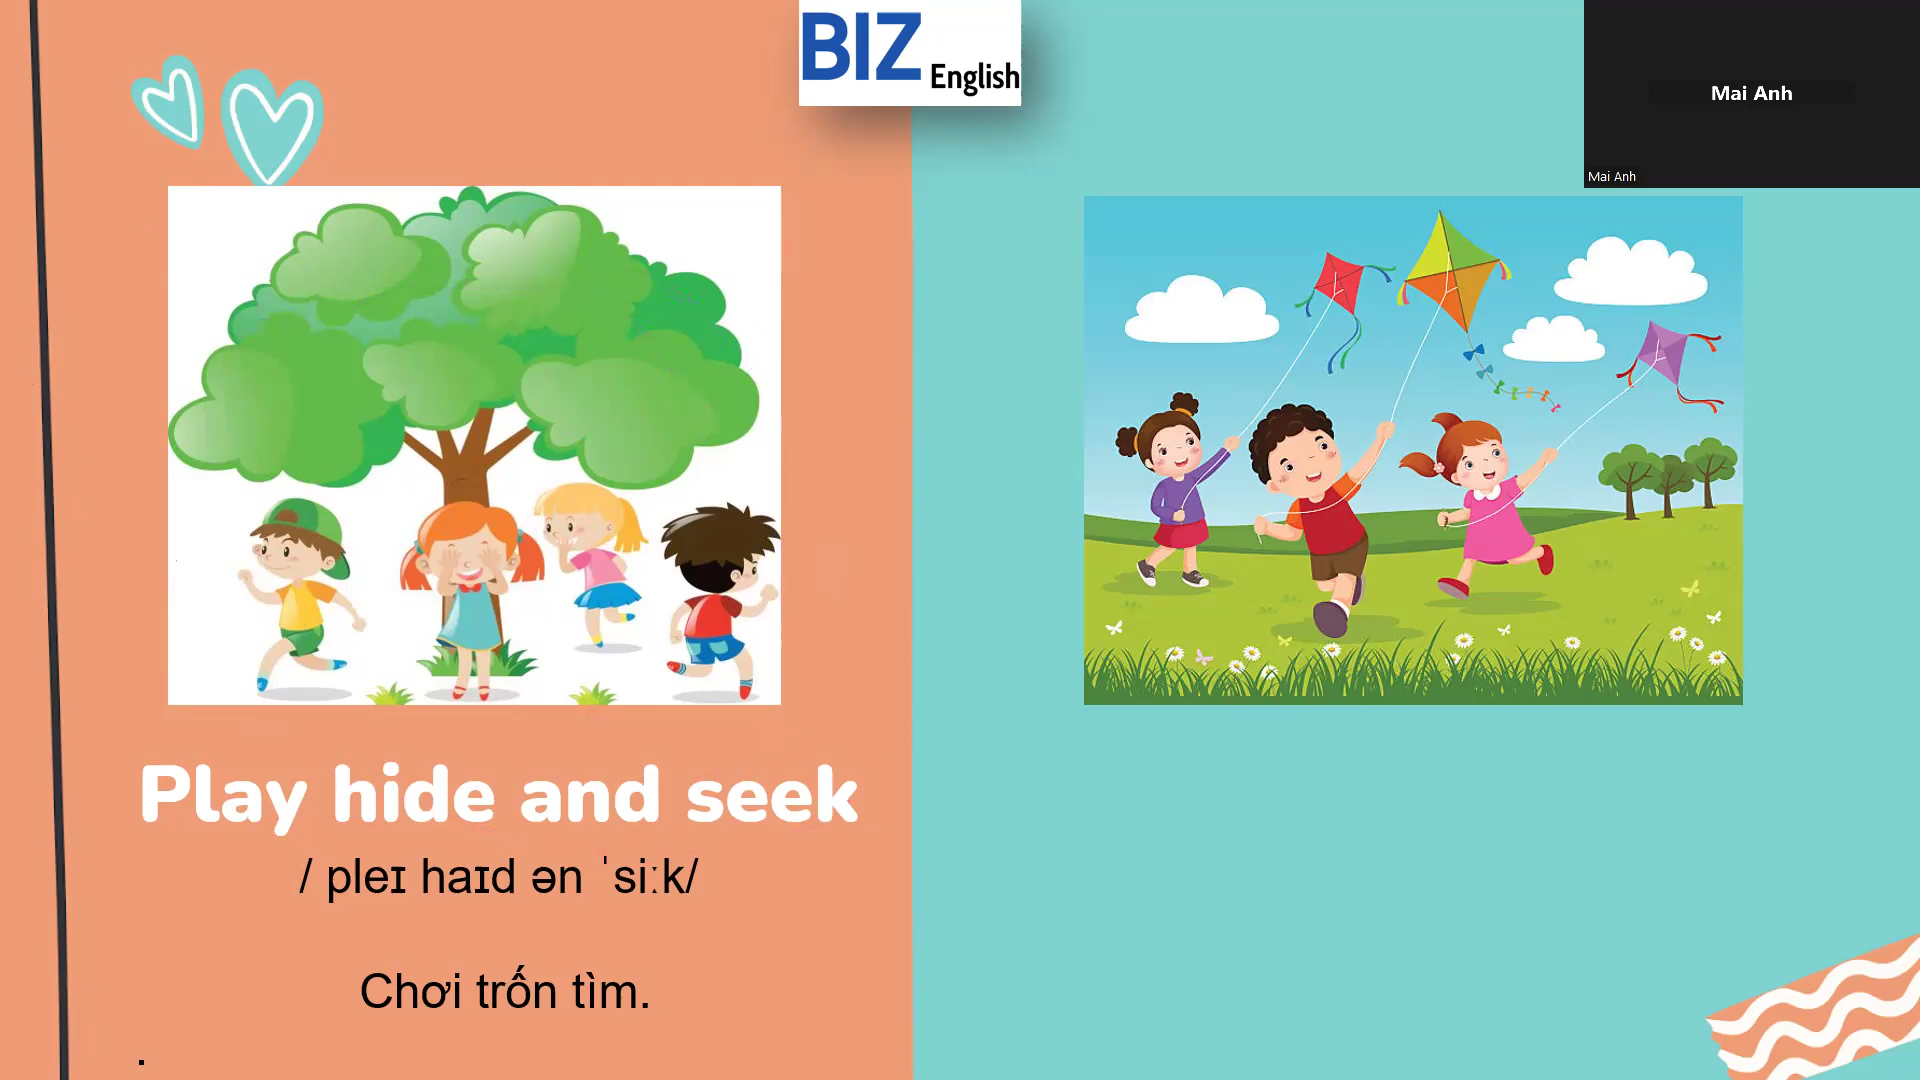 BIZ
English
Mai Anh
Mai Anh
Play hide and seek
/ pleɪ haɪd ən ˈsiːk/
Chơi trốn tìm.
.